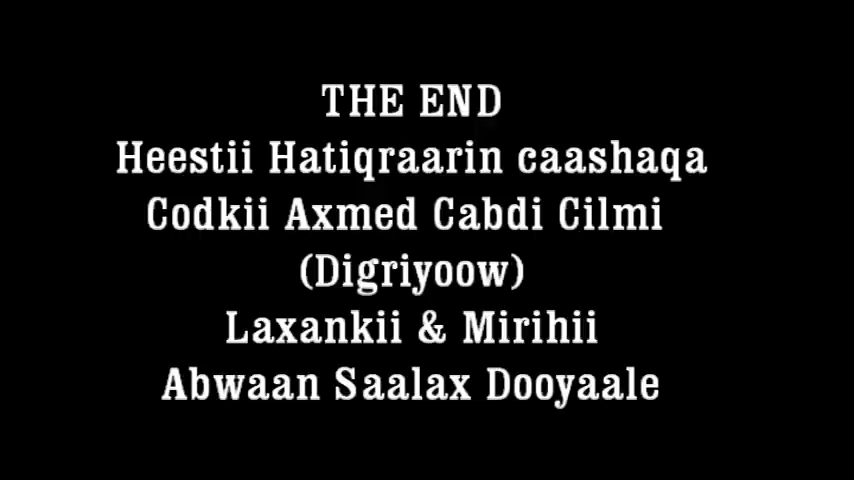 THE END
Heestii Hatiqraarin caashaqa
Codkii Axmed Cabdi Cilmi
(Digriyoow)
Laxankii & Mirihii
Abwaan Saalax Dooyaale